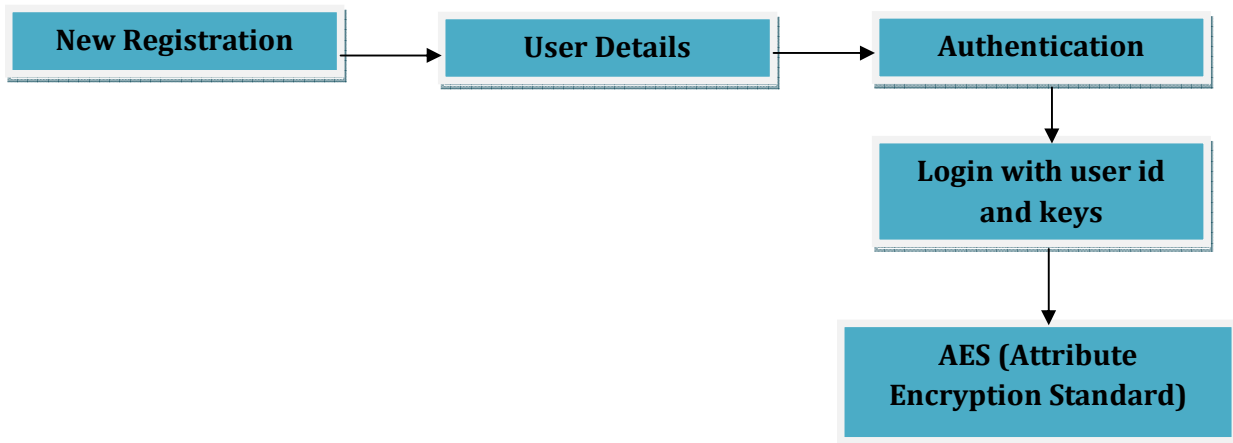 New Registration
User Details
Authentication
Login with user id
and keys
AES (Attribute
Encryption Standard)